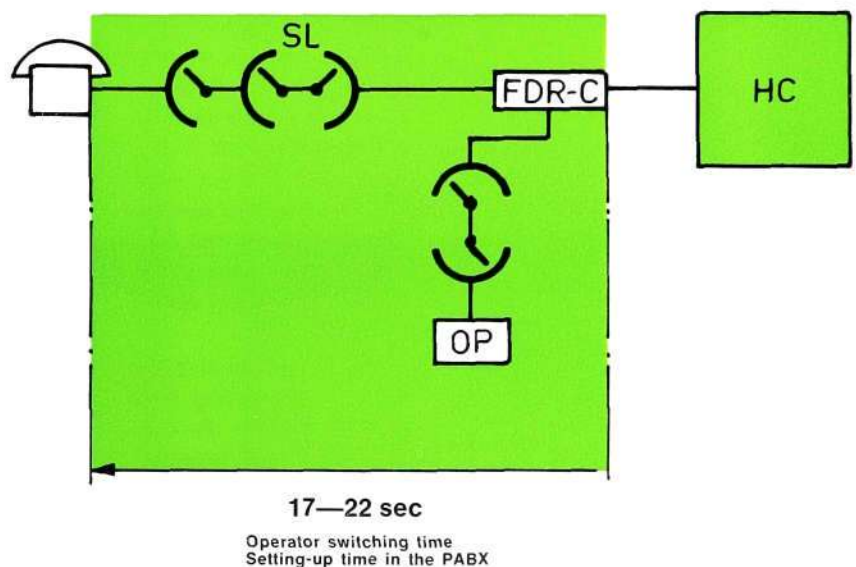 SL
FDR-C
HC
OP
17—22 sec
Operator switching time
Setting-up time in the PABX